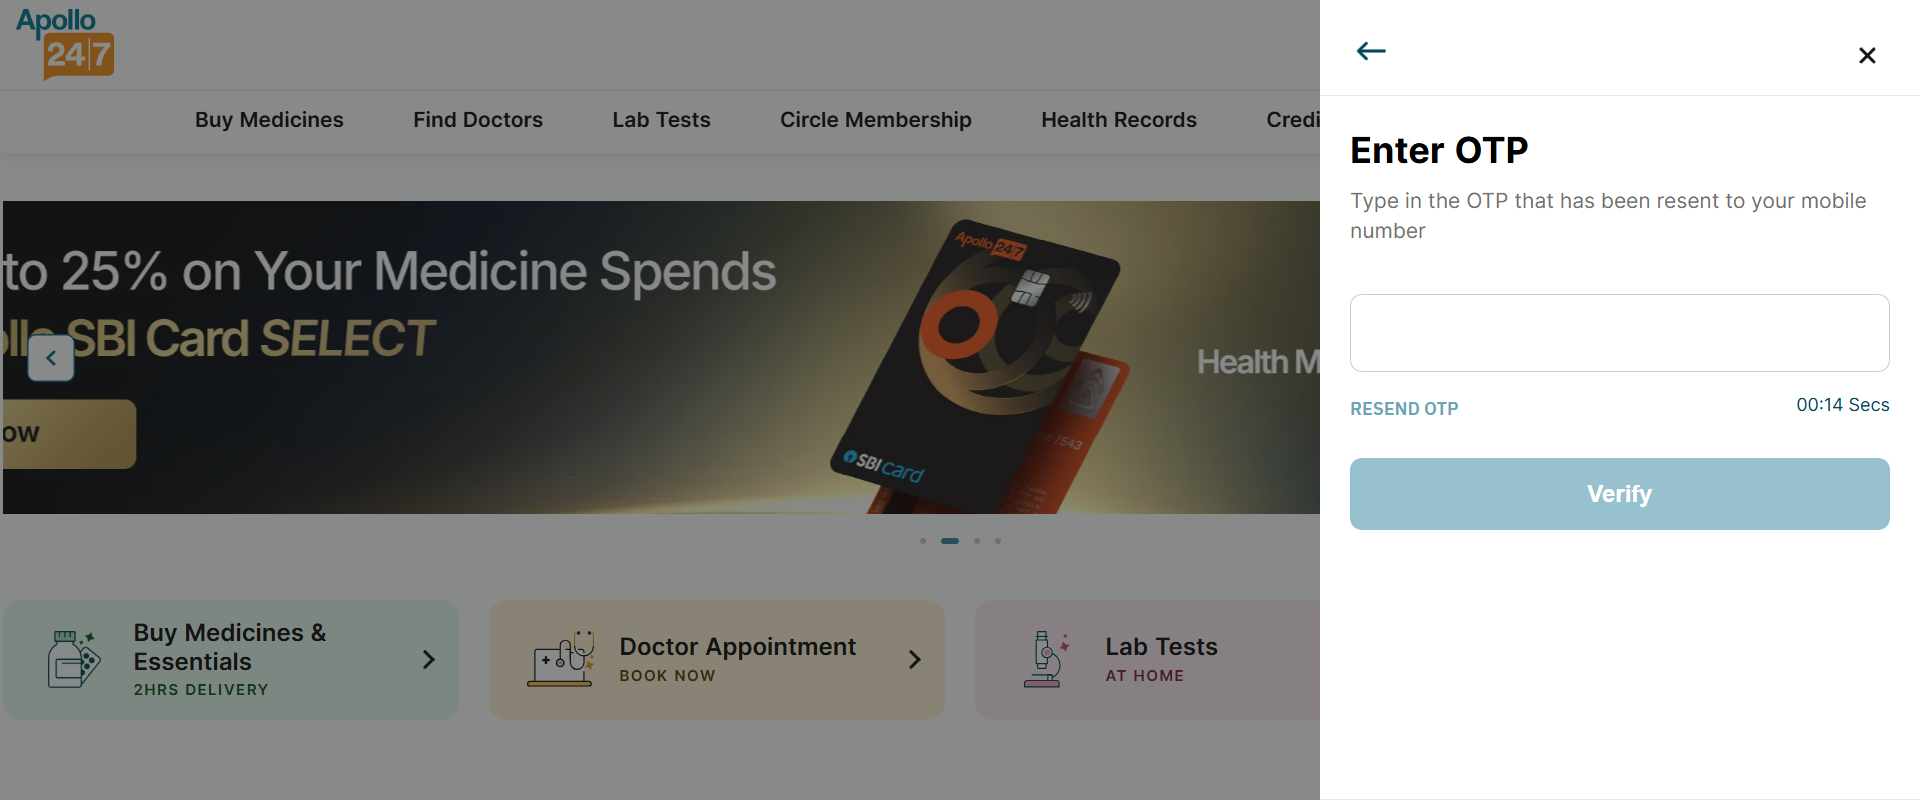 Apollo
24|7
Buy Medicines
Find Doctors
Lab Tests
Circle Membership
Health Records
Credi
to 25% on Your Medicine Spends
SBI Card SELECT
ow
Apollo 24|7
SBI card
7543
Health M
Buy Medicines &
Essentials
2HRS DELIVERY
Doctor Appointment
BOOK NOW
Lab Tests
AT HOME
Enter OTP
Type in the OTP that has been resent to your mobile
number
RESEND OTP
00:14 Secs
Verify